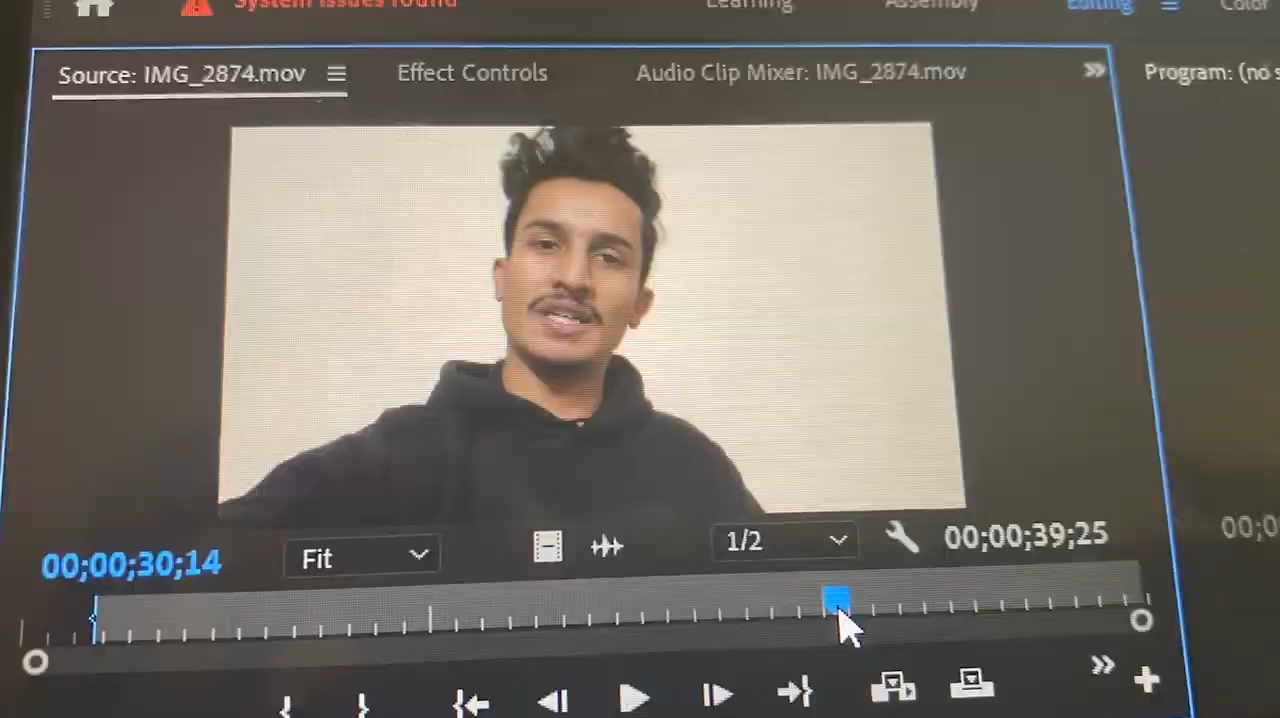 System issues found
Learning
Assembly
Editing
Color
Source: IMG_2874.mov
Effect Controls
Audio Clip Mixer: IMG_2874.mov
Program: (no s
00;00;30;14
Fit
1/2
00;00;39;25
00;0